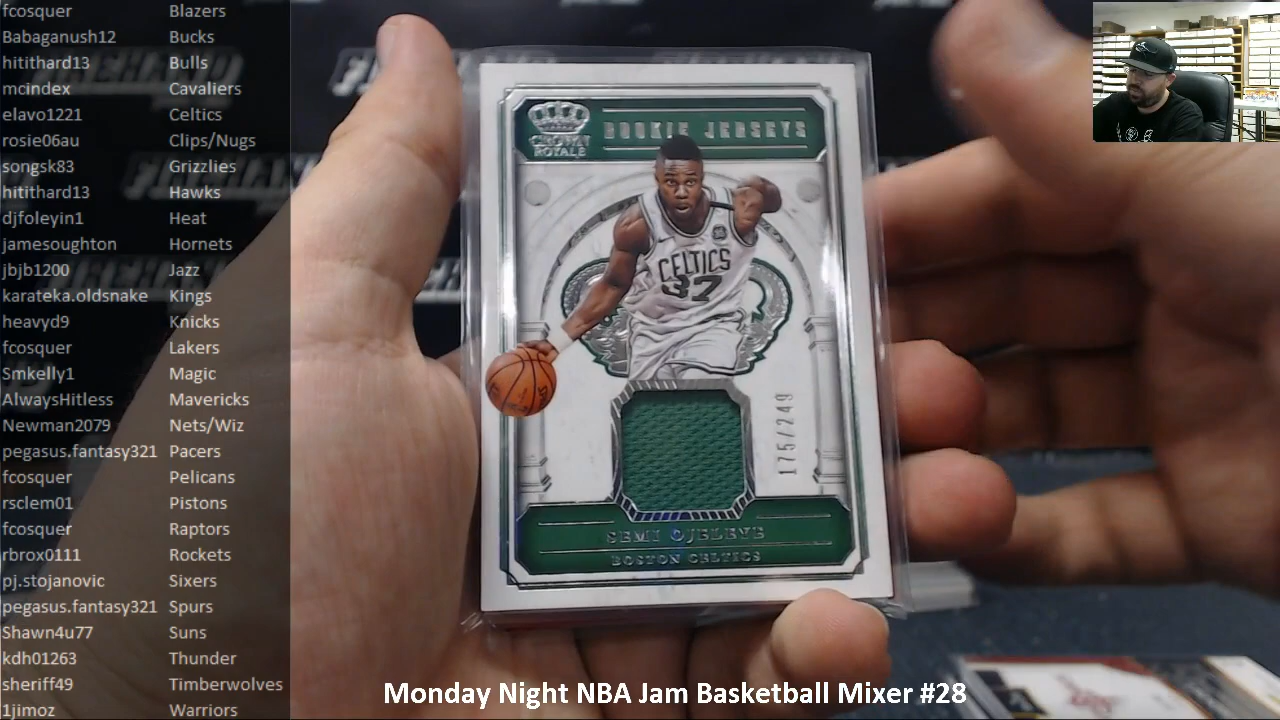 fcosquer Blazers
Babaganush12 Bucks
hitithard13 Bulls
mcindex Cavaliers
elavo1221 Celtics
rosie06au Clips/Nugs
songsk83 Grizzlies
hitithard13 Hawks
djfoleyin1 Heat
jamesoughton Hornets
jbjb1200 Jazz
karateka.oldsnake Kings
heavyd9 Knicks
fcosquer Lakers
Smkelly1 Magic
AlwaysHitless Mavericks
Newman2079 Nets/Wiz
pegasus.fantasy321 Pacers
fcosquer Pelicans
rsclem01 Pistons
fcosquer Raptors
rbrox0111 Rockets
pj.stojanovic Sixers
pegasus.fantasy321 Spurs
Shawn4u77 Suns
kdh01263 Thunder
sheriff49 Timberwolves
1jimoz Warriors
CROWN
ROYALE
ROOKIE JERSEYS
CELTICS
37
175/249
SEMI OJELEYE
BOSTON CELTICS
Monday Night NBA Jam Basketball Mixer #28